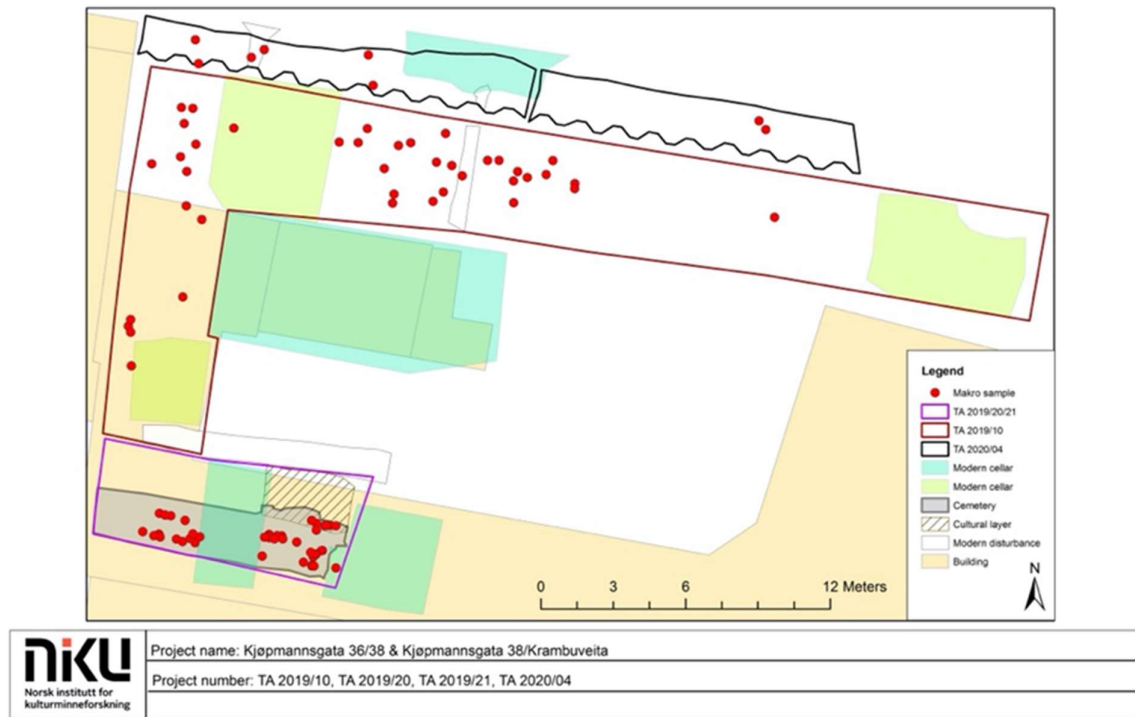 Legend
Makro sample
TA 2019/20/21
TA 2019/10
TA 2020/04
Modern cellar
Modern cellar
Cemetery
Cultural layer
Modern disturbance
Building
N
0 3 6 12 Meters
NIKU
Norsk institutt for
kulturminneforskning
Project name: Kjøpmannsgata 36/38 & Kjøpmannsgata 38/Krambuveita
Project number: TA 2019/10, TA 2019/20, TA 2019/21, TA 2020/04